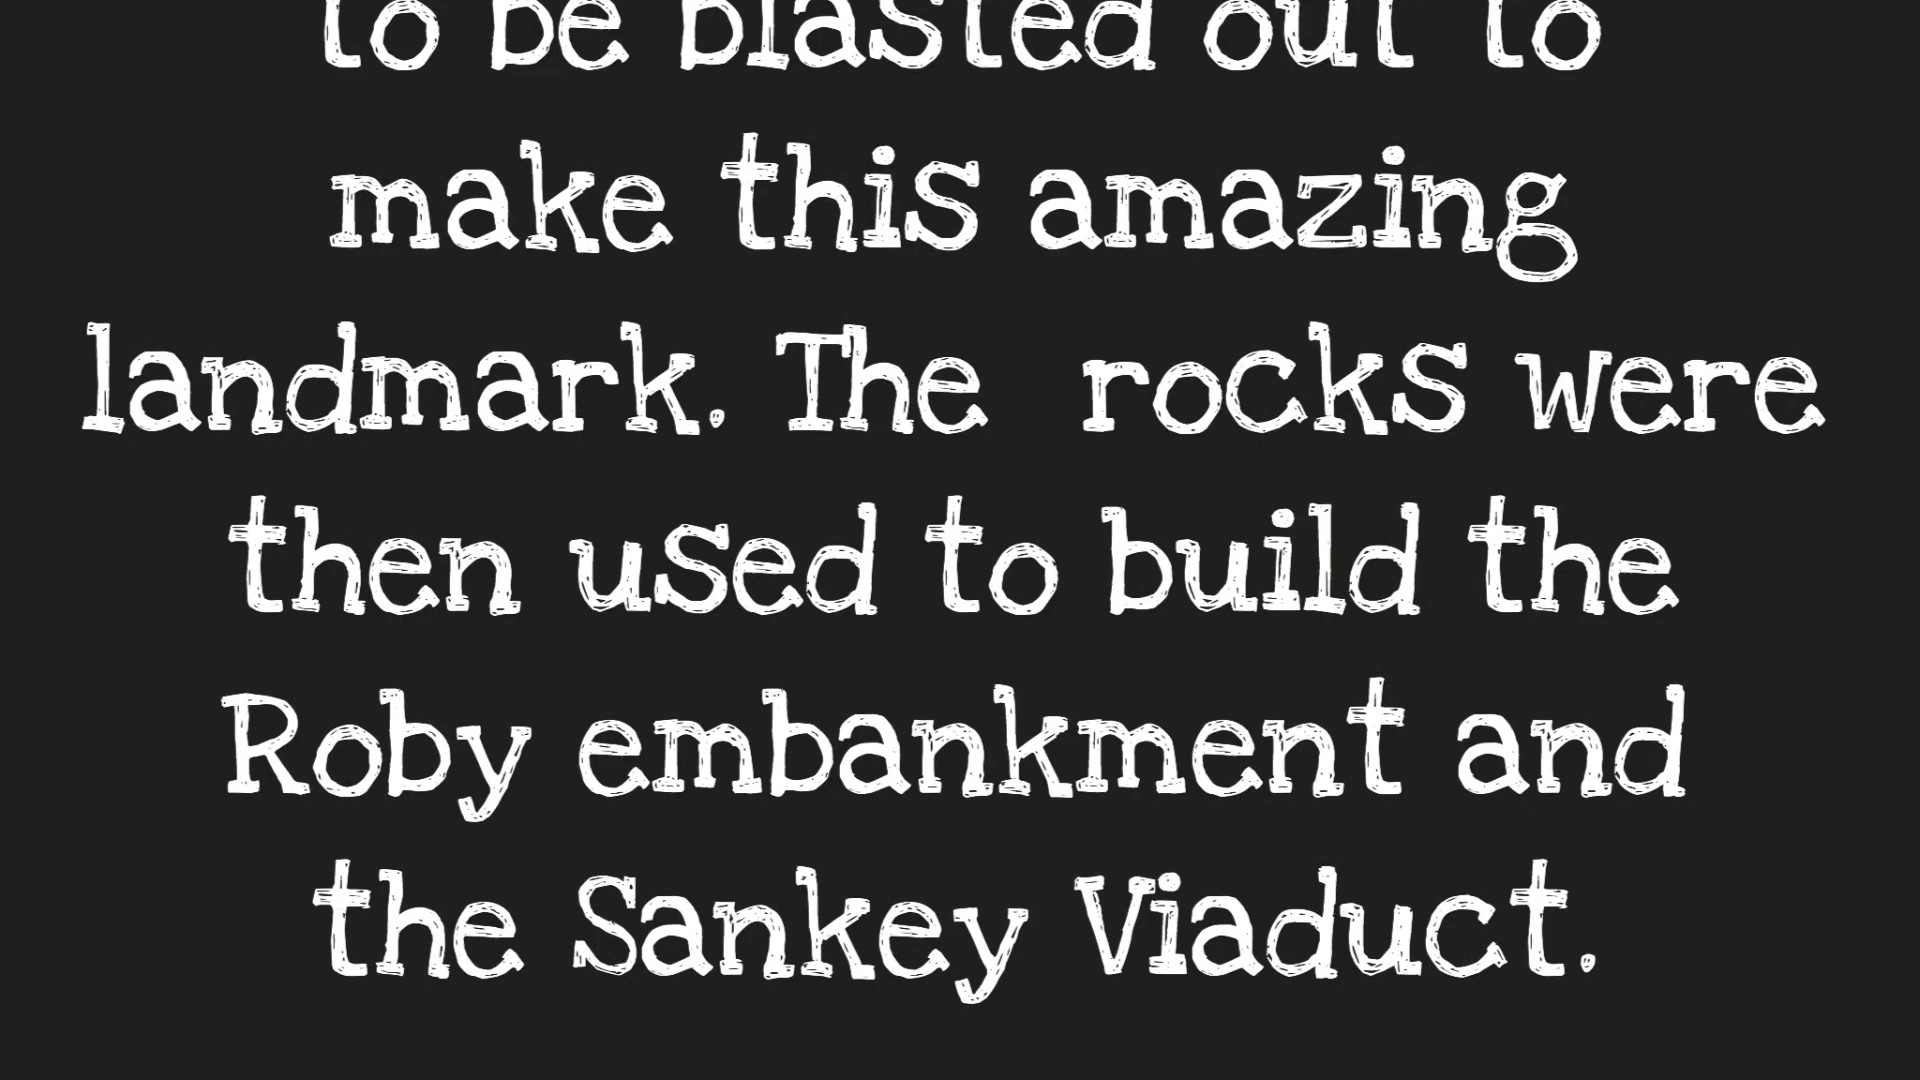 to be blasted out to
make this amazing
landmark. The  rocks were
then used to build the
Roby embankment and
the Sankey Viaduct.